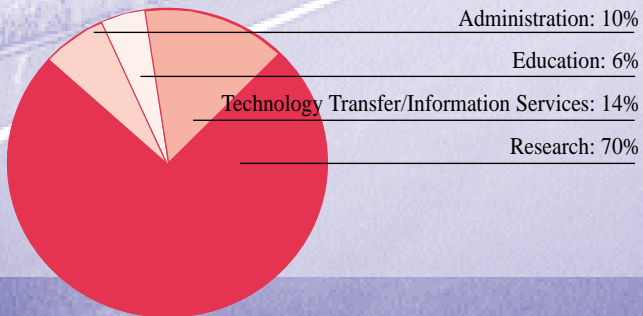 Administration: 10%
Education: 6%
Technology Transfer/Information Services: 14%
Research: 70%